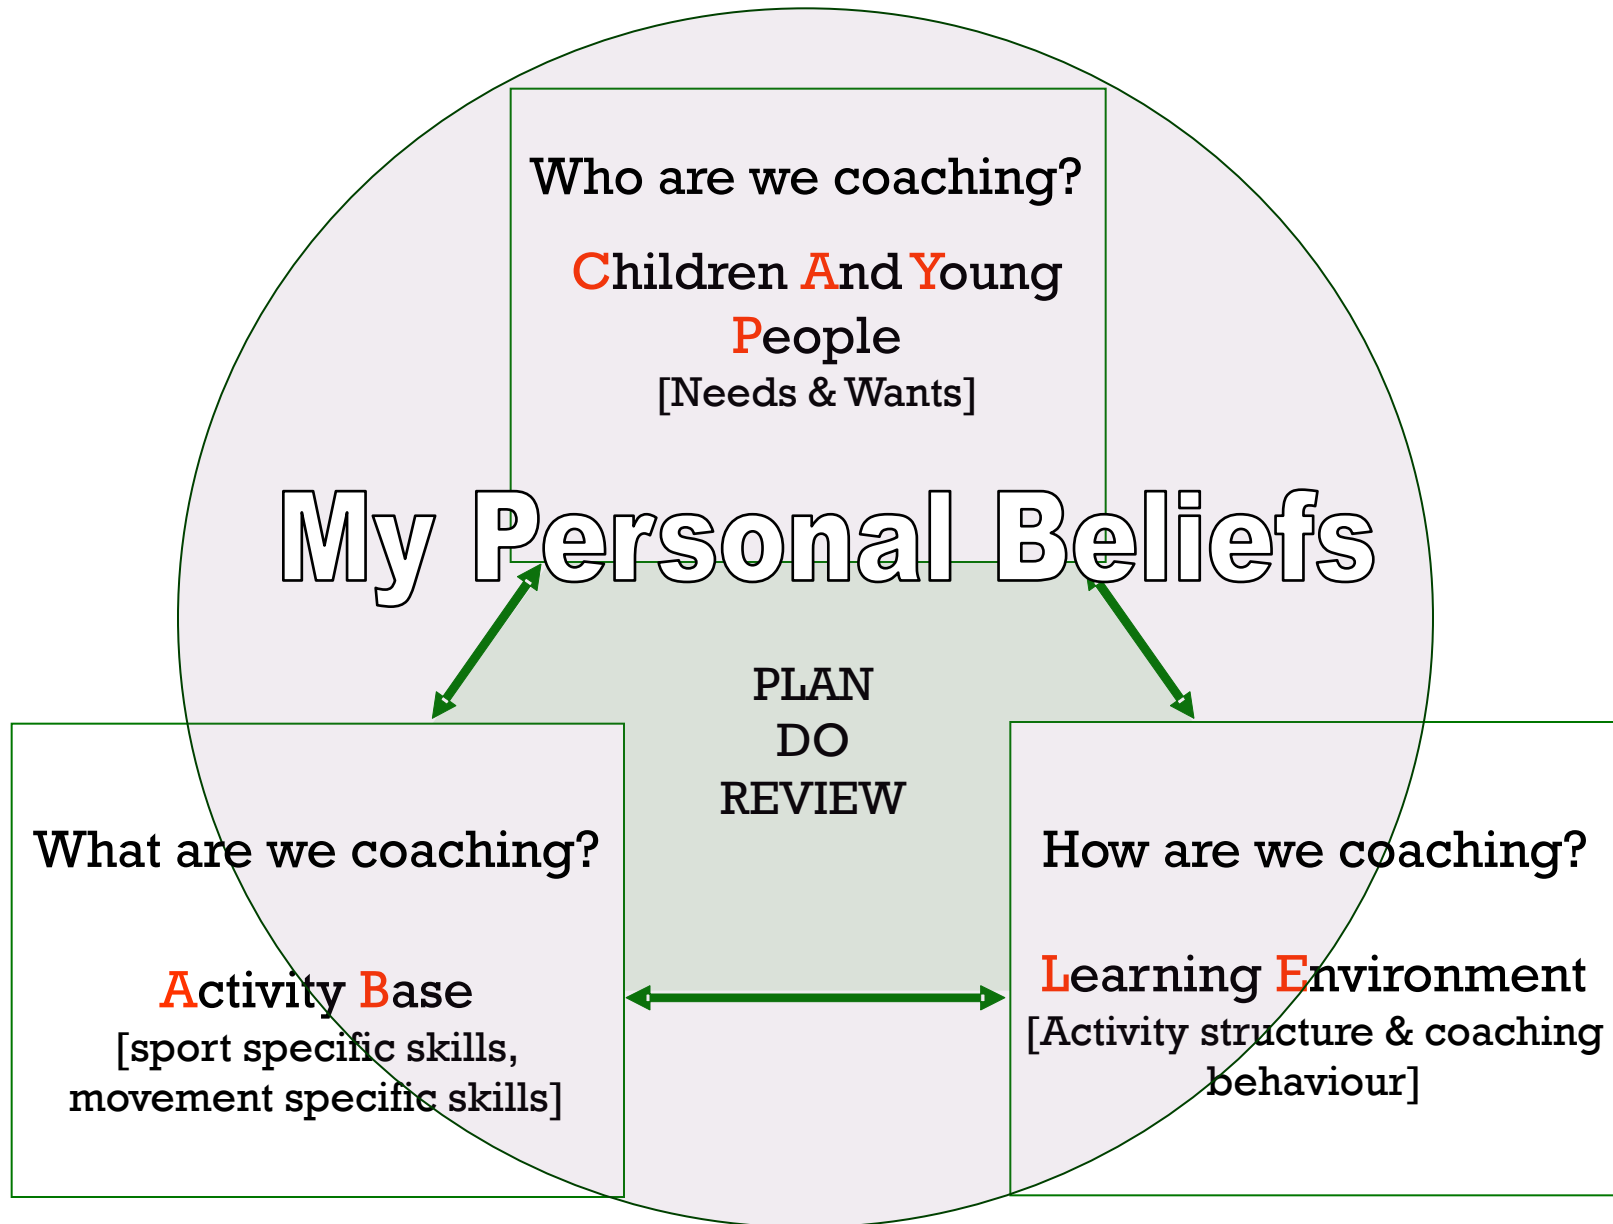 Who are we coaching?
Children And Young
People
[Needs & Wants]
My Personal Beliefs
PLAN
DO
REVIEW
What are we coaching?
Activity Base
[sport specific skills,
movement specific skills]
How are we coaching?
Learning Environment
[Activity structure & coaching
behaviour]